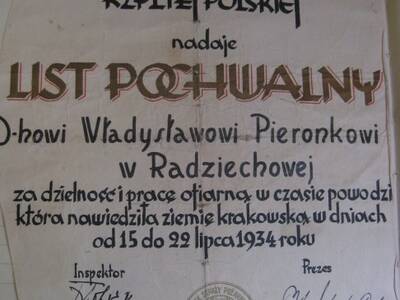 RZPLTEJ POLSKIEJ
nadaje
LIST POCHWALNY
D-howi Władysławowi Pieronkowi
w Radziechowej
za dzielność i pracę ofiarną w czasie powodzi
która nawiedziła ziemię krakowską w dniach
od 15 do 22 lipca 1934 roku
Inspektor
Prezes